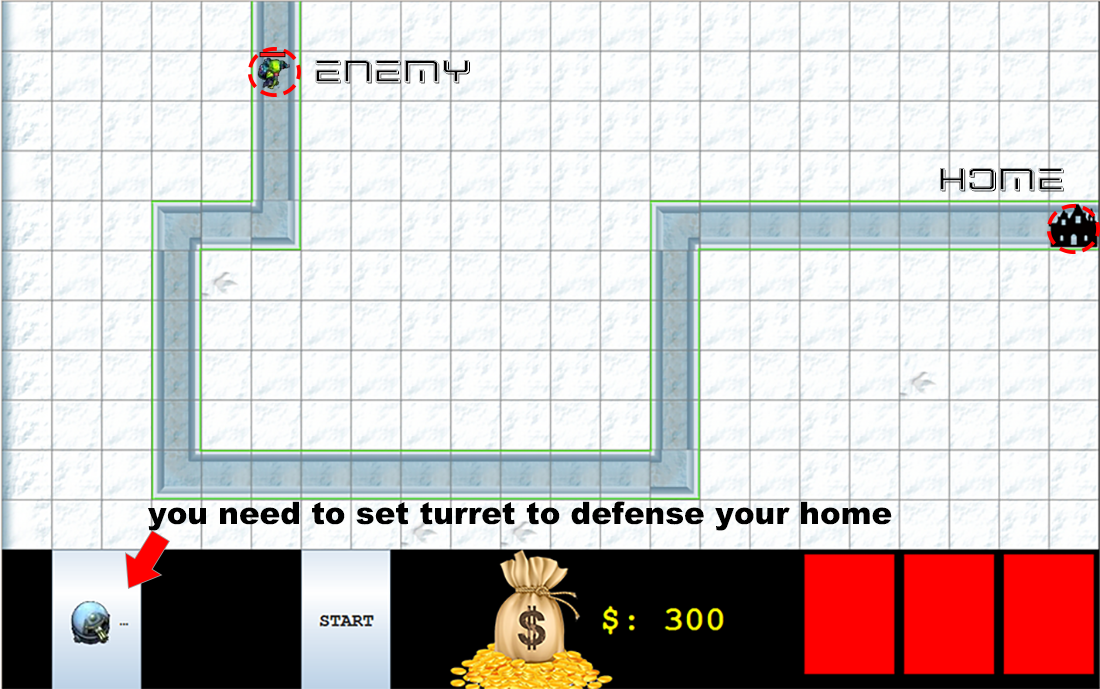 ENEMY
HOME
you need to set turret to defense your home
...
START
$
$: 300